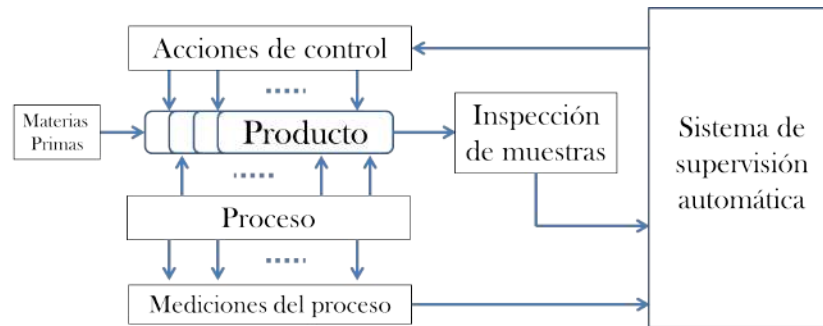 Acciones de control
Materias
Primas
Producto
Inspección
de muestras
Sistema de
supervisión
automática
Proceso
Mediciones del proceso